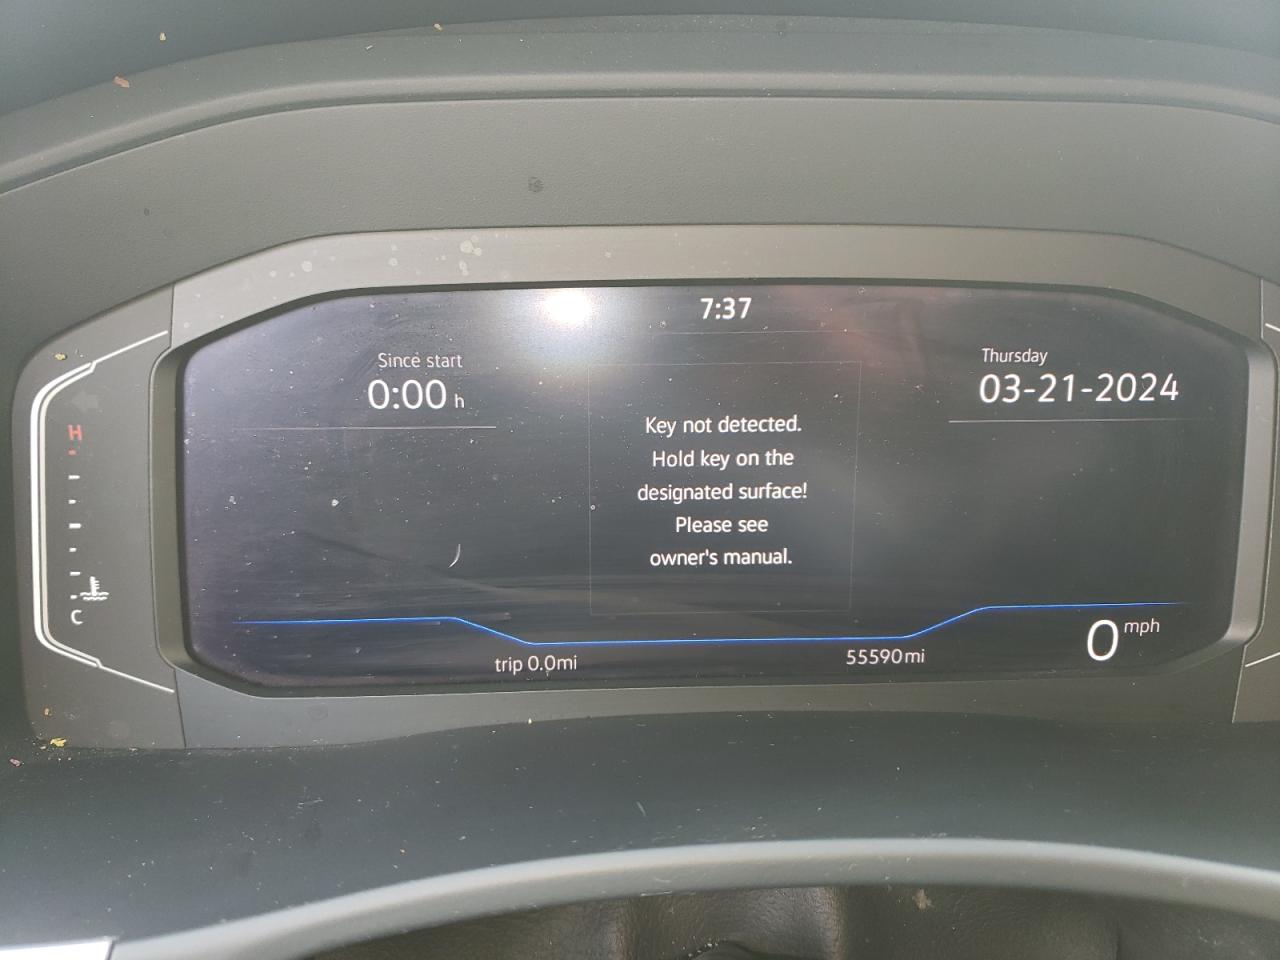 7:37
Since start
0:00 h
Thursday
03-21-2024
H
C
Key not detected.
Hold key on the
designated surface!
Please see
owner's manual.
trip 0.0mi
55590mi
0 mph